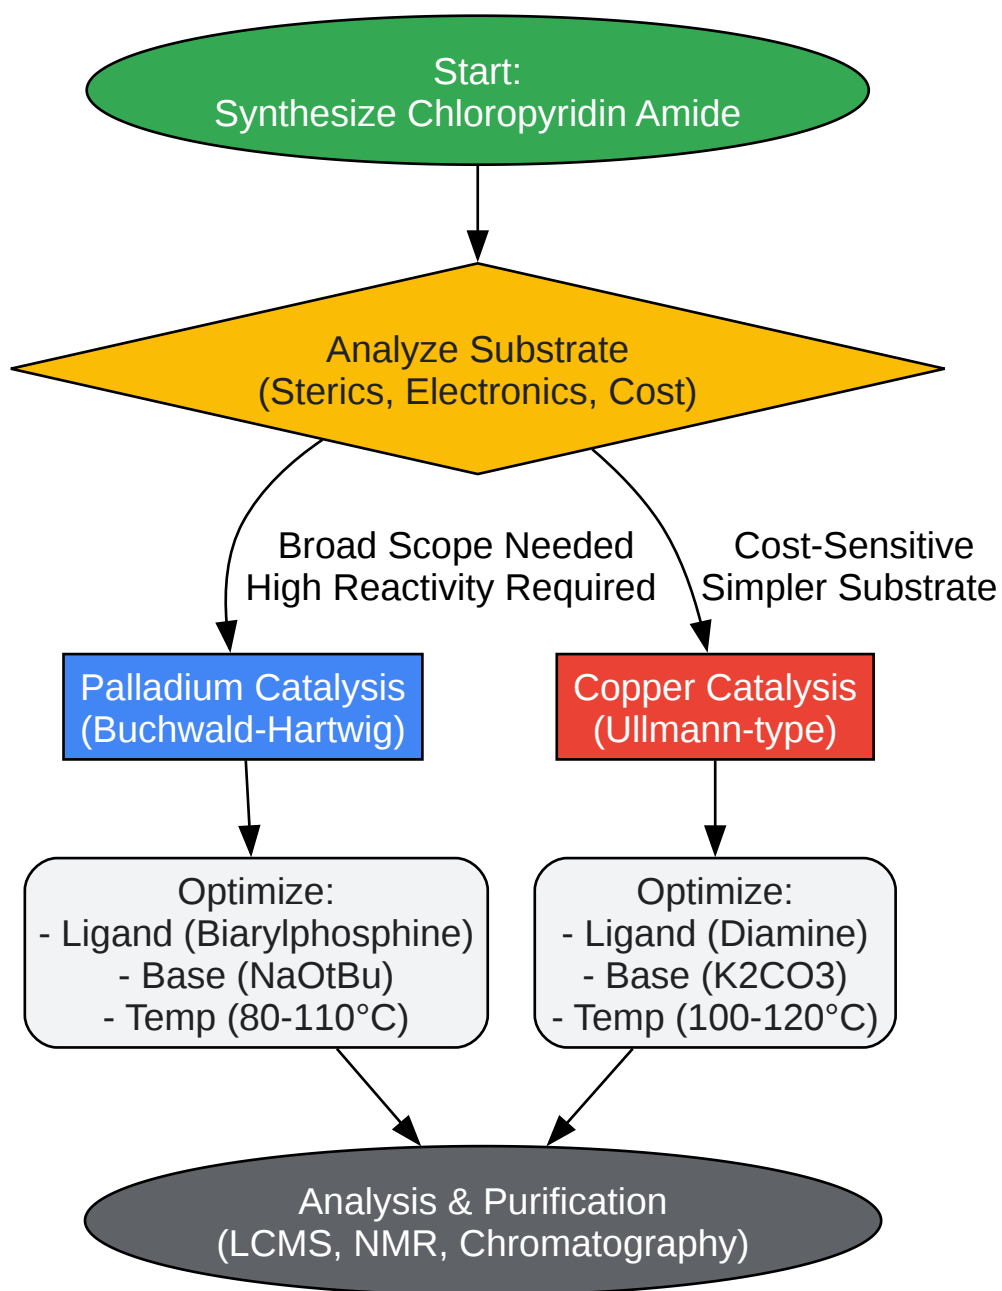 Start:
Synthesize Chloropyridin Amide
Analyze Substrate
(Sterics, Electronics, Cost)
Broad Scope Needed
High Reactivity Required
Cost-Sensitive
Simpler Substrate
Palladium Catalysis
(Buchwald-Hartwig)
Copper Catalysis
(Ullmann-type)
Optimize:
- Ligand (Biarylphosphine)
- Base (NaOtBu)
- Temp (80-110°C)
Optimize:
- Ligand (Diamine)
- Base (K2CO3)
- Temp (100-120°C)
Analysis & Purification
(LCMS, NMR, Chromatography)